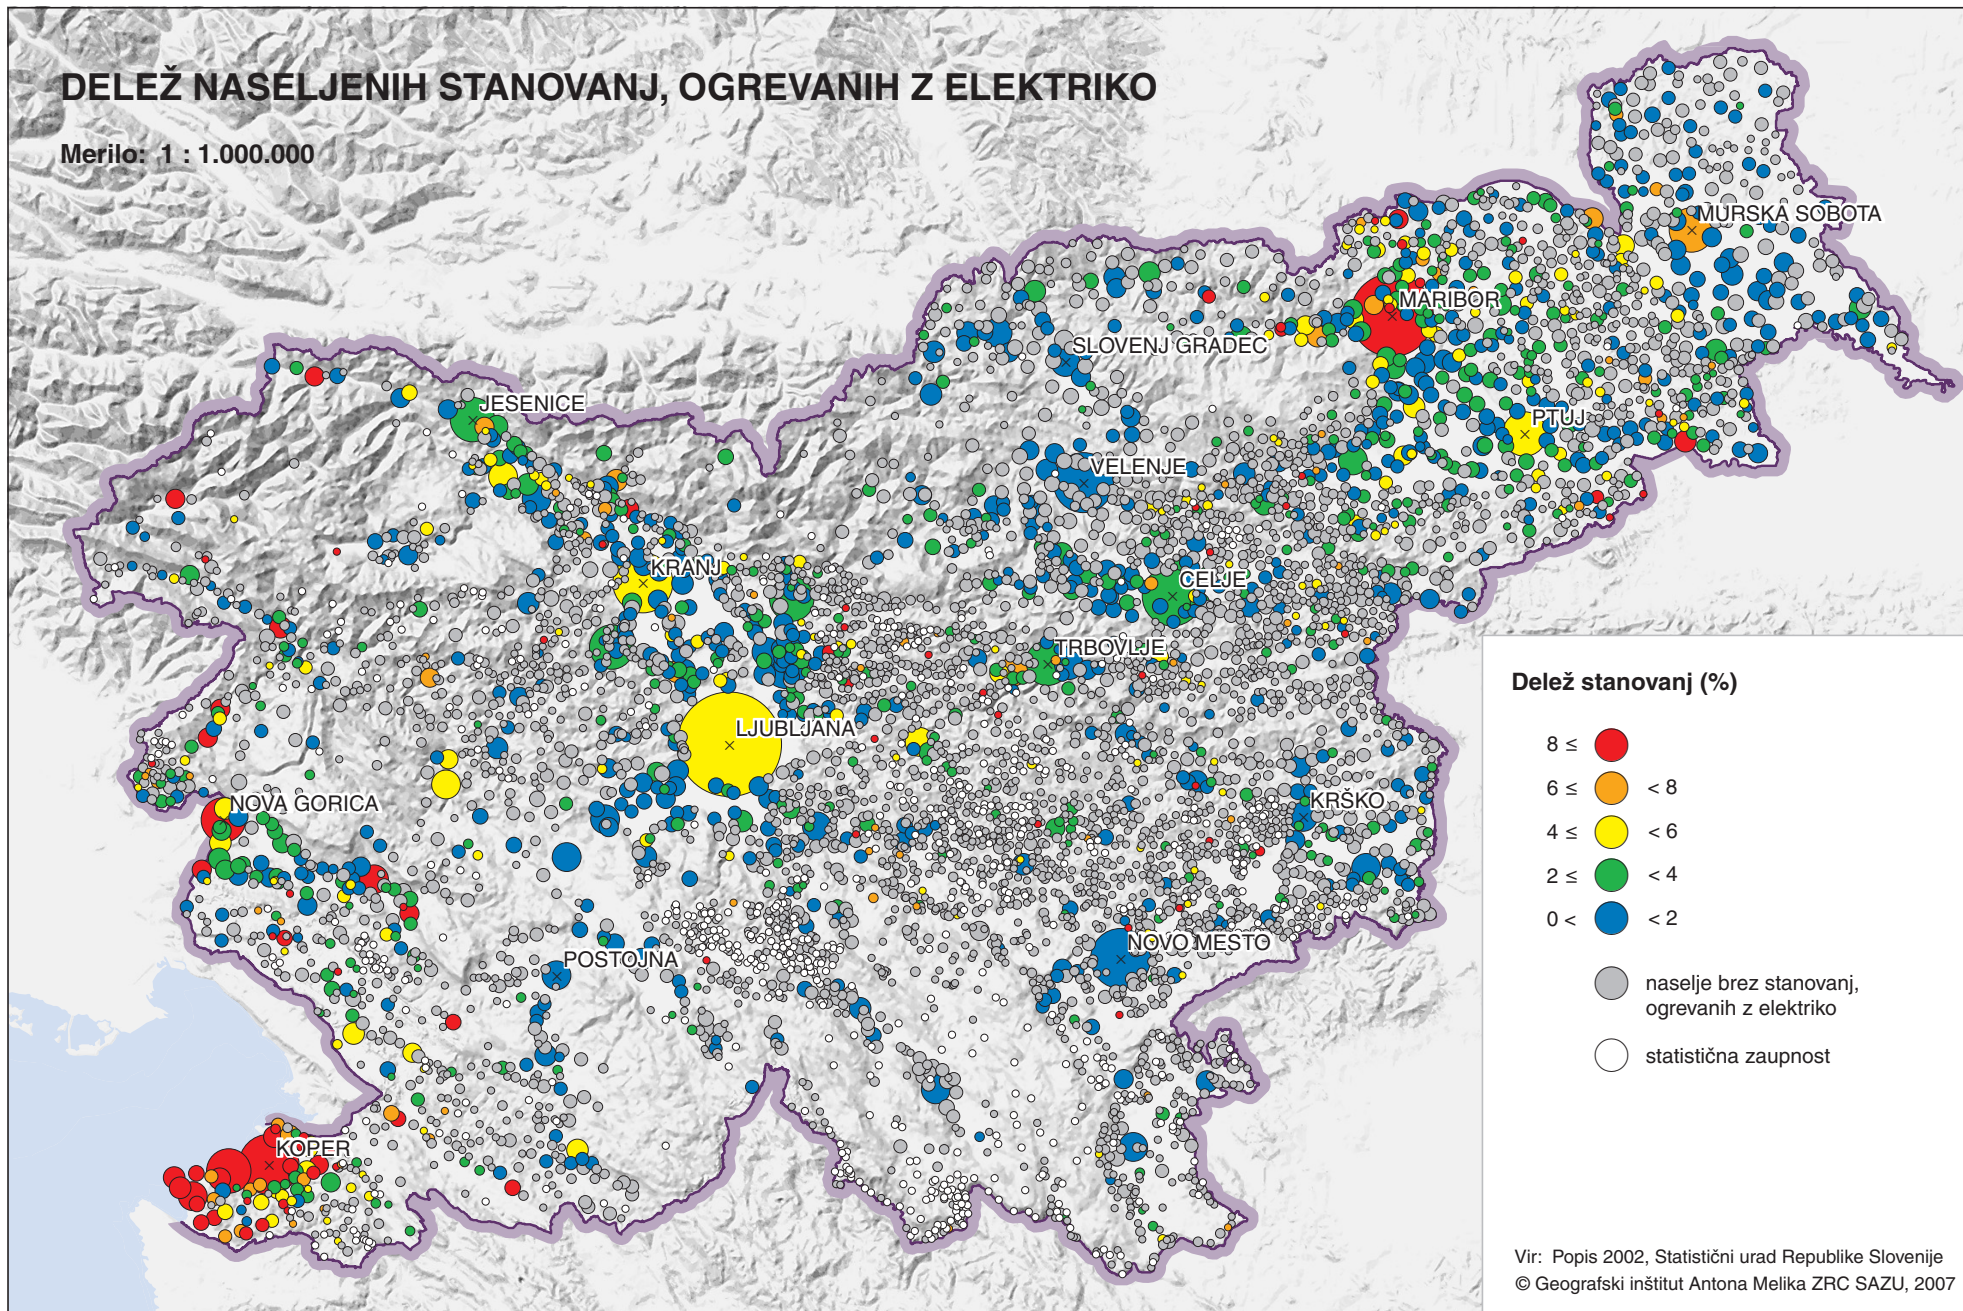 DELEŽ NASELJENIH STANOVANJ, OGREVANIH Z ELEKTRIKO
Merilo: 1 : 1.000.000
MURSKA SOBOTA
MARIBOR
SLOVENJ GRADEC
JESENICE
PTUJ
VELENJE
KRANJ
CELJE
TRBOVLJE
LJUBLJANA
NOVA GORICA
KRŠKO
NOVO MESTO
POSTOJNA
KOPER
Delež stanovanj (%)
8 ≤
6 ≤ < 8
4 ≤ < 6
2 ≤ < 4
0 < < 2
naselje brez stanovanj,
ogrevanih z elektriko
statistična zaupnost
Vir: Popis 2002, Statistični urad Republike Slovenije
© Geografski inštitut Antona Melika ZRC SAZU, 2007